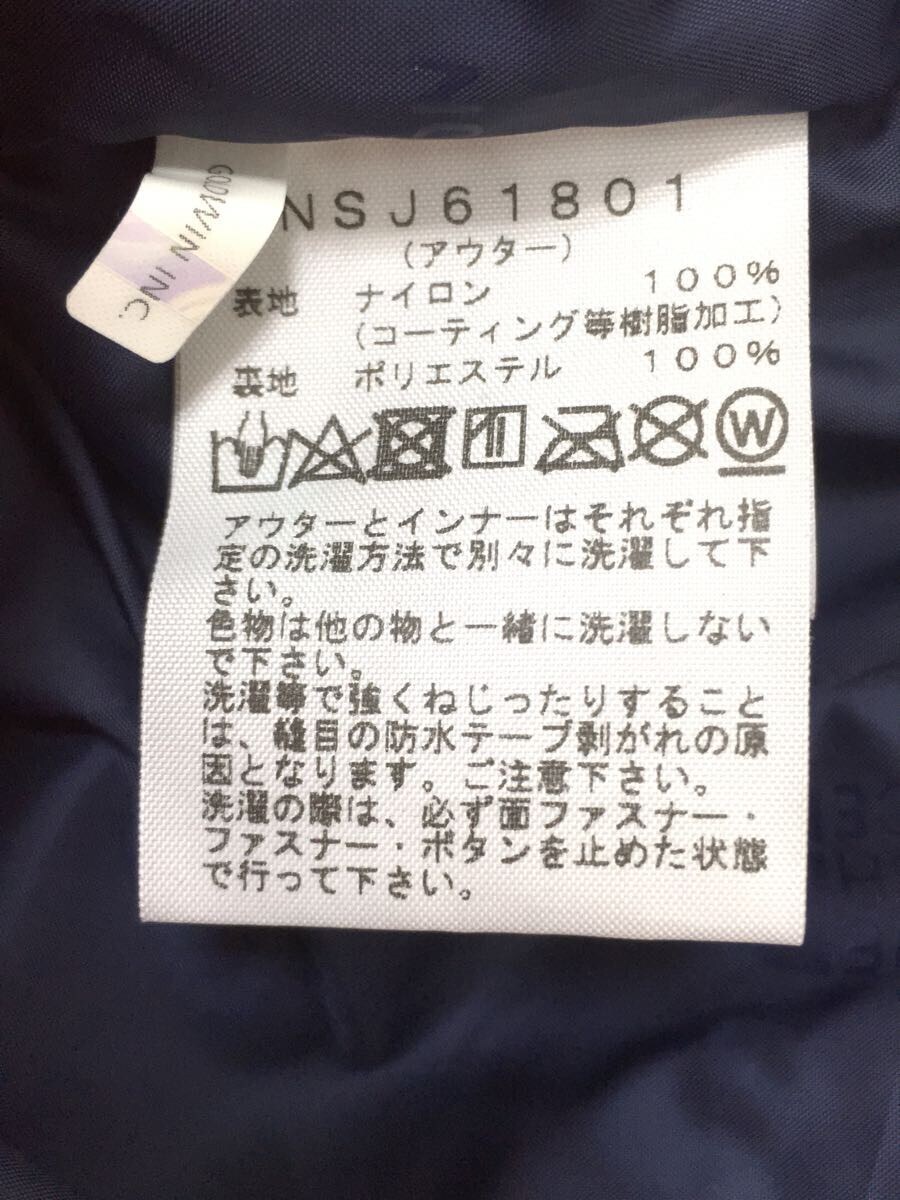 GODWIN INC.
NSJ61801
(アウター)
表地 ナイロン 100%
(コーティング等樹脂加工)
裏地 ポリエステル 100%
W
アウターとインナーはそれぞれ指
定の洗濯方法で別々に洗濯して下
さい。
色物は他の物と一緒に洗濯しない
で下さい。
洗濯等で強くねじったりすること
は、縫目の防水テープ剥がれの原
因となります。ご注意下さい。
洗濯の際は、必ず面ファスナー・
ファスナー・ボタンを止めた状態
で行って下さい。